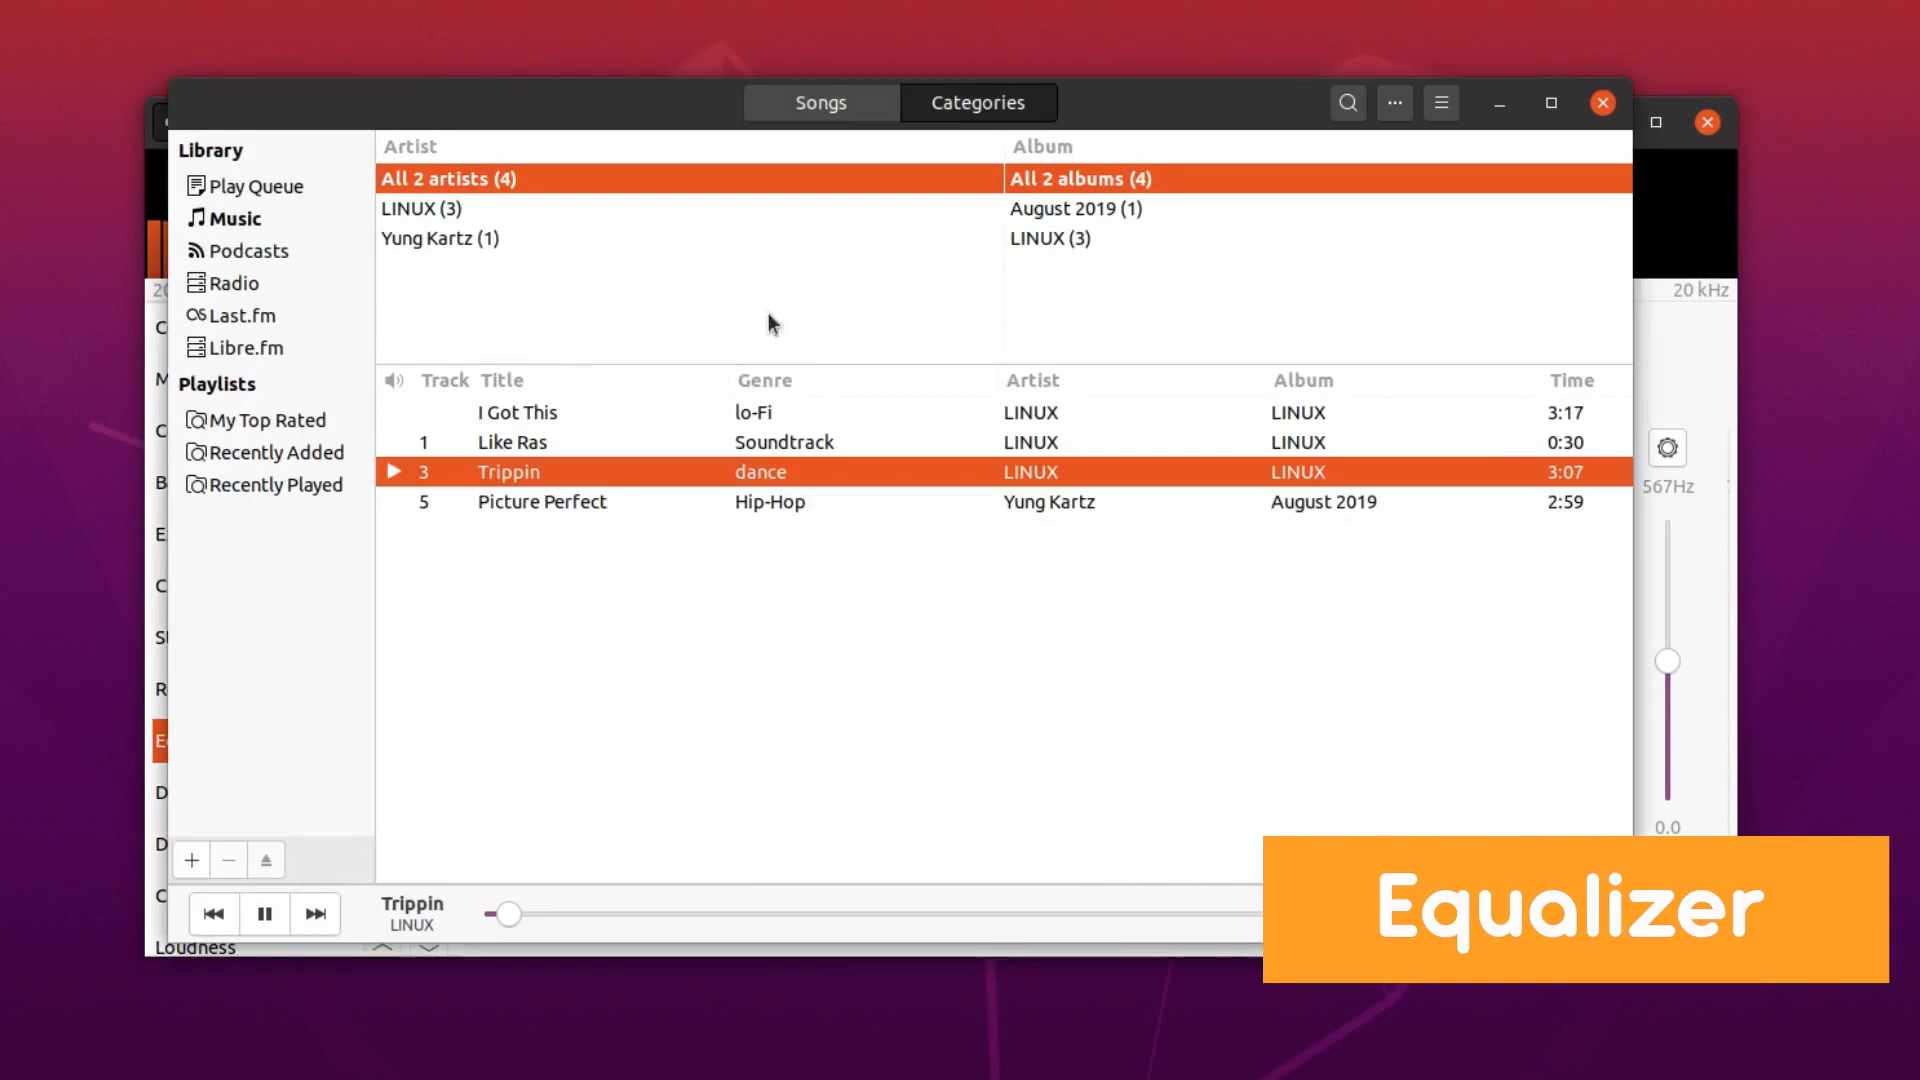 Songs
Categories
Library
Play Queue
Music
Podcasts
Radio
Last.fm
Libre.fm
Playlists
My Top Rated
Recently Added
Recently Played
Artist
Album
All 2 artists (4)
All 2 albums (4)
LINUX (3)
August 2019 (1)
Yung Kartz (1)
LINUX (3)
Track Title Genre Artist Album Time
I Got This lo-Fi LINUX LINUX 3:17
1 Like Ras Soundtrack LINUX LINUX 0:30
3 Trippin dance LINUX LINUX 3:07
5 Picture Perfect Hip-Hop Yung Kartz August 2019 2:59
20 kHz
567Hz
0.0
Trippin
LINUX
Loudness
Equalizer